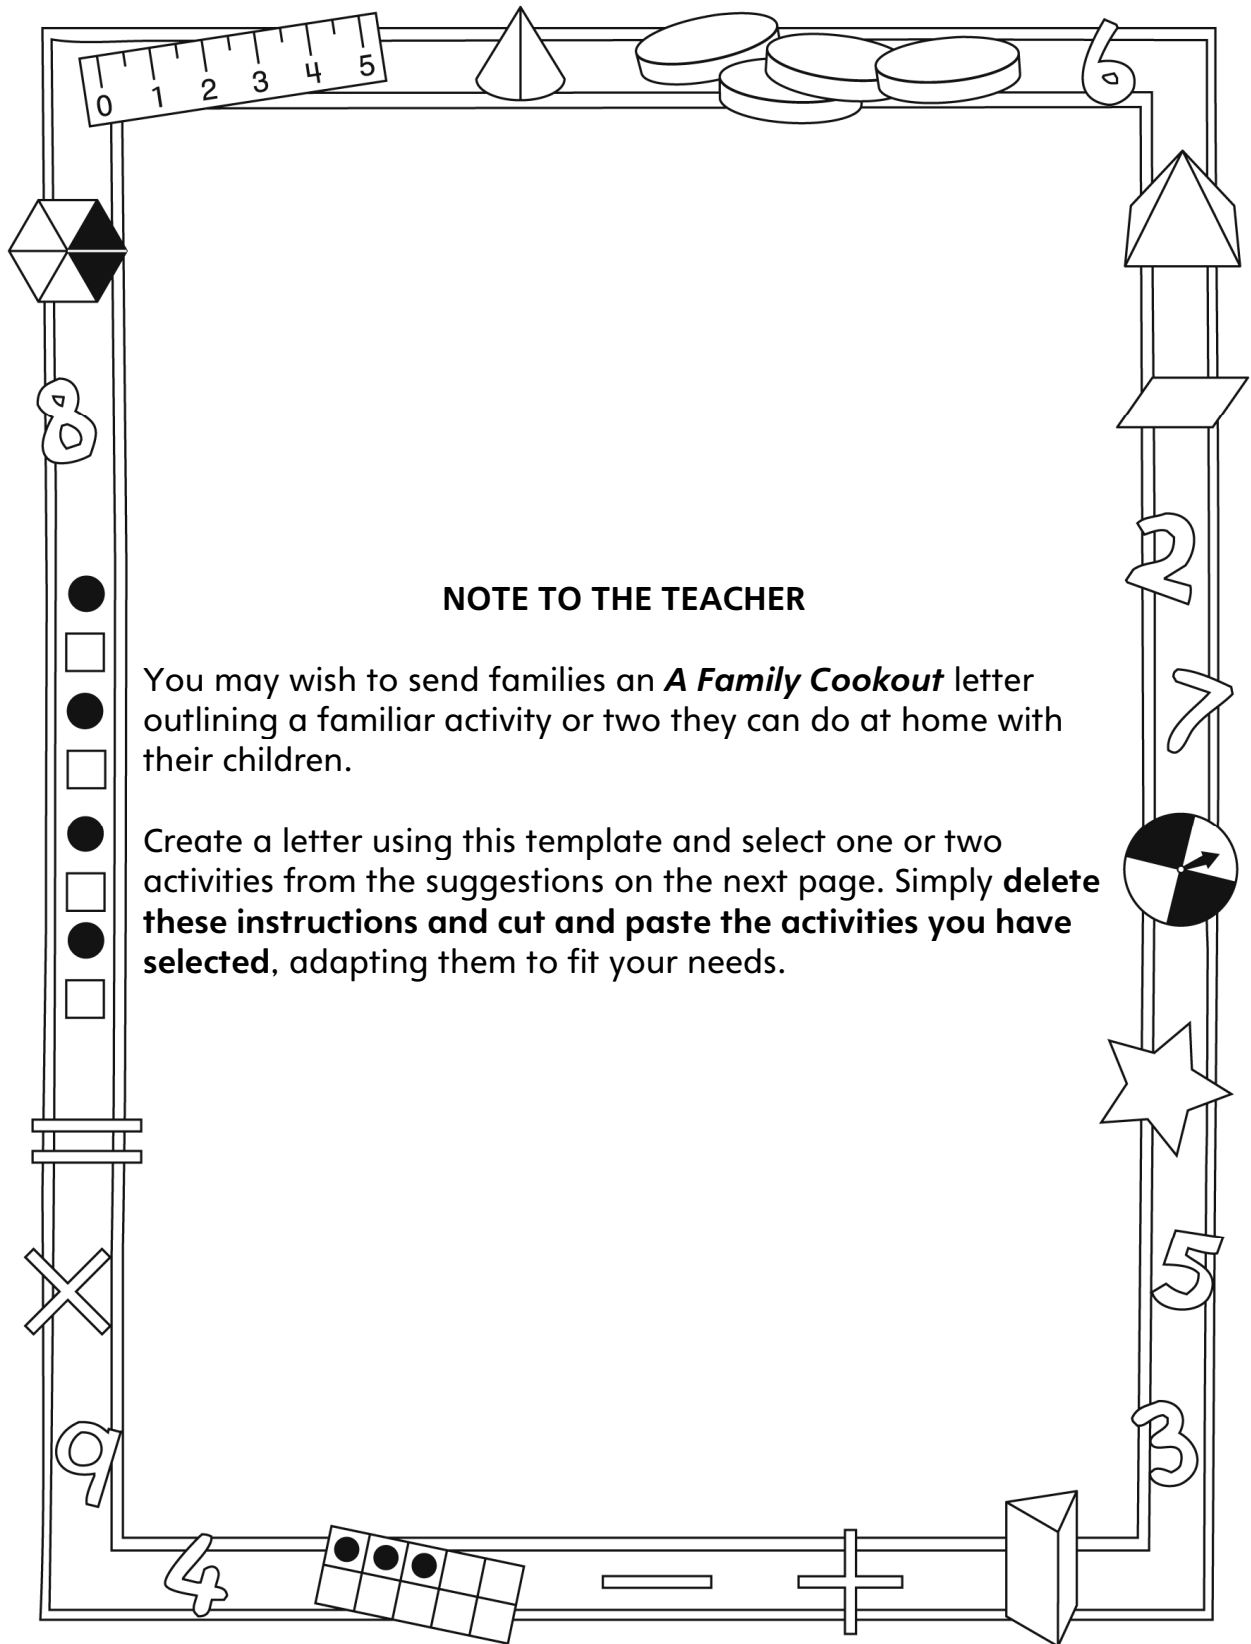 0 1 2 3 4 5
6
8
2
7
NOTE TO THE TEACHER
You may wish to send families an A Family Cookout letter
outlining a familiar activity or two they can do at home with
their children.
Create a letter using this template and select one or two
activities from the suggestions on the next page. Simply delete
these instructions and cut and paste the activities you have
selected, adapting them to fit your needs.
=
×
5
3
9
4
− +